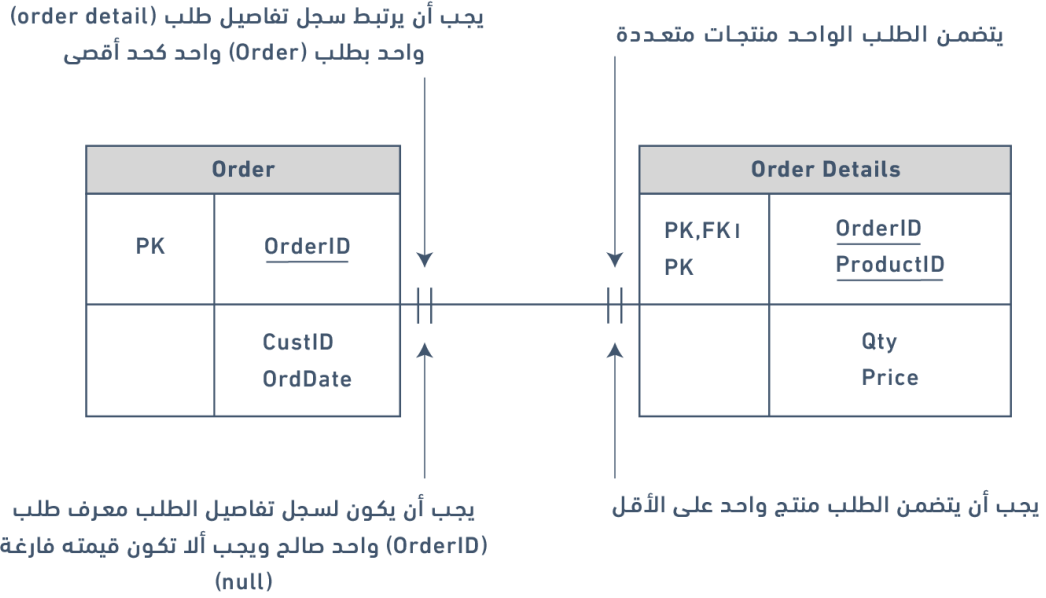 يجب أن يرتبط سجل تفاصيل طلب (order detail)
واحد بطلب (Order) واحد كحد أقصى
يتضمن الطلب الواحد منتجات متعددة
Order
PK
OrderID
CustID
OrdDate
Order Details
PK,FK1
OrderID
PK
ProductID
Qty
Price
يجب أن يكون لسجل تفاصيل الطلب معرف طلب
(OrderID) واحد صالح ويجب ألا تكون قيمته فارغة
(null)
يجب أن يتضمن الطلب منتج واحد على الأقل